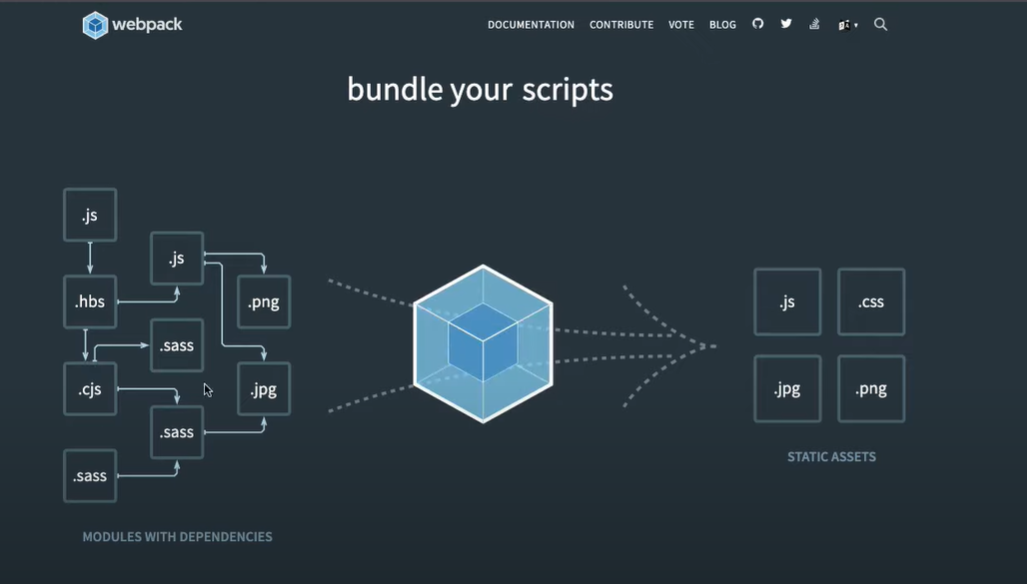 webpack
DOCUMENTATION CONTRIBUTE VOTE BLOG
bundle your scripts
.js
.js
.hbs
.png
.sass
.cjs
.jpg
.sass
.sass
MODULES WITH DEPENDENCIES
.js .css
.jpg .png
STATIC ASSETS